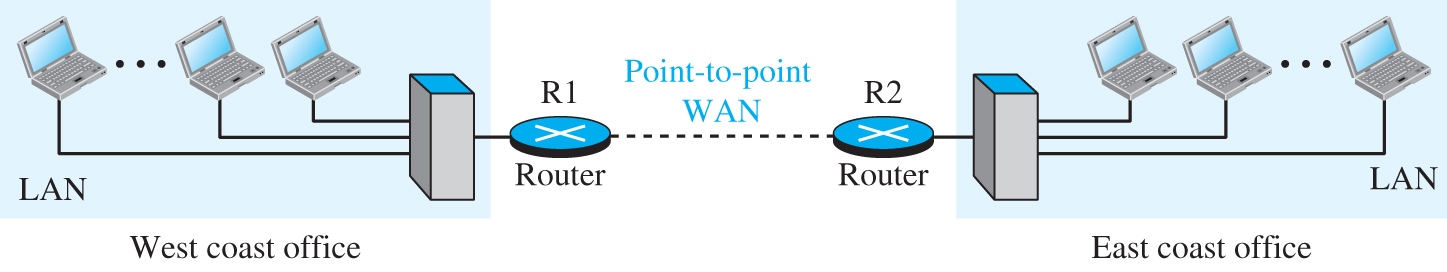 Point-to-point
WAN
R1
R2
Router
Router
LAN
LAN
West coast office
East coast office